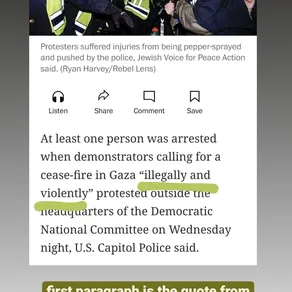 Protesters suffered injuries from being pepper-sprayed
and pushed by the police, Jewish Voice for Peace Action
said. (Ryan Harvey/Rebel Lens)
Listen
Share
Comment
Save
At least one person was arrested
when demonstrators calling for a
cease-fire in Gaza “illegally and
violently” protested outside the
headquarters of the Democratic
National Committee on Wednesday
night, U.S. Capitol Police said.
first paragraph is the quote from